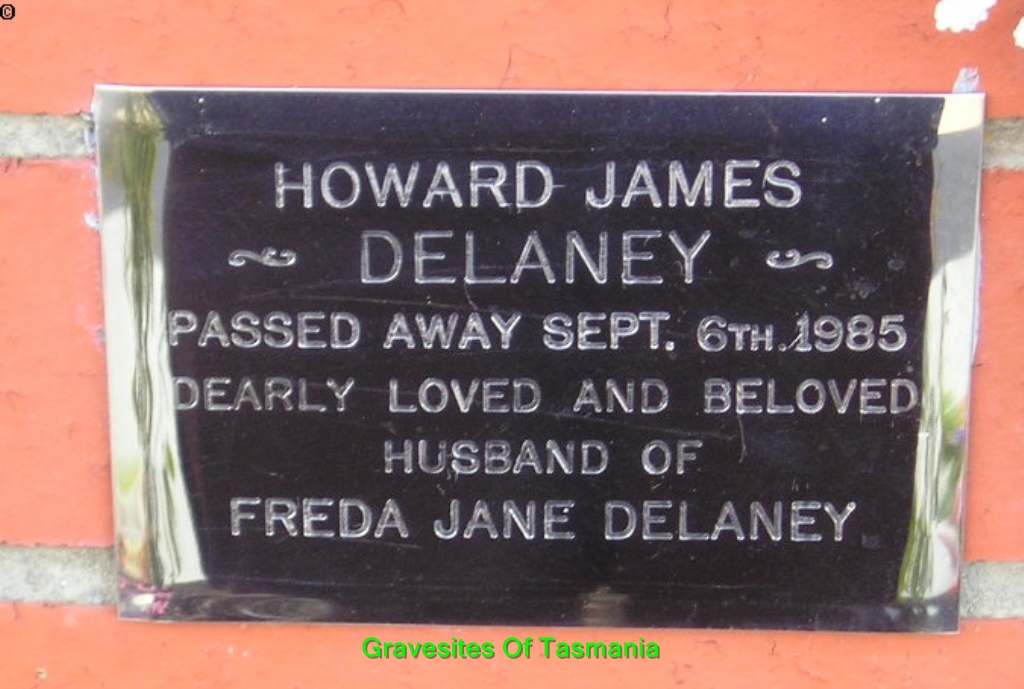 ©
HOWARD JAMES
DELANEY
PASSED AWAY SEPT. 6TH. 1985
DEARLY LOVED AND BELOVED
HUSBAND OF
FREDA JANE DELANEY
Gravesites Of Tasmania